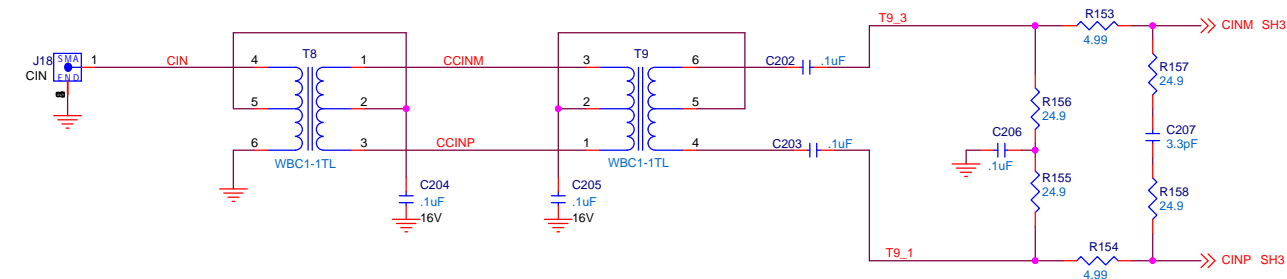 T9_3
R153
4.99
CINM SH3
J18
SMA
END
CIN
1
CIN
4
5
6
T8
1
2
3
WBC1-1TL
CCINM
CCINP
3
2
1
T9
6
5
4
WBC1-1TL
C202
.1uF
C203
.1uF
C204
.1uF
16V
C205
.1uF
16V
R156
24.9
C206
.1uF
R155
24.9
R157
24.9
C207
3.3pF
R158
24.9
T9_1
R154
4.99
CINP SH3